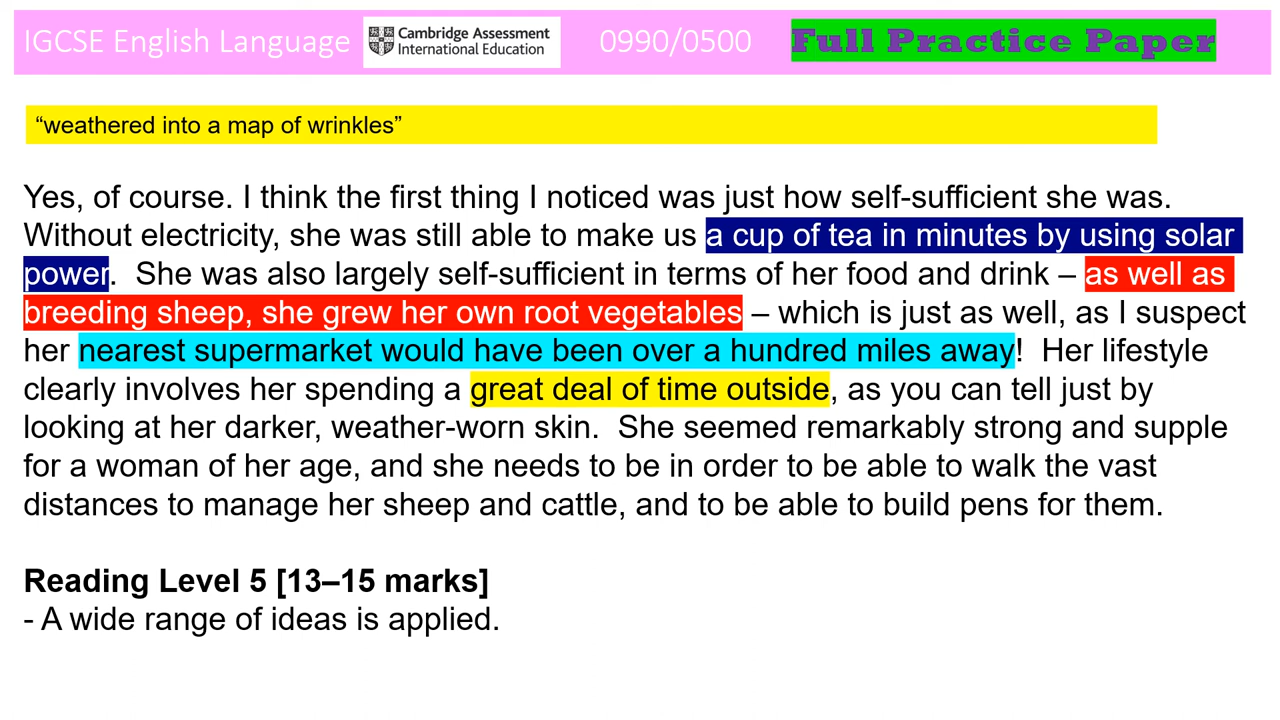 IGCSE English Language Cambridge Assessment International Education 0990/0500 Full Practice Paper
“weathered into a map of wrinkles”
Yes, of course. I think the first thing I noticed was just how self-sufficient she was.
Without electricity, she was still able to make us a cup of tea in minutes by using solar
power.  She was also largely self-sufficient in terms of her food and drink – as well as
breeding sheep, she grew her own root vegetables – which is just as well, as I suspect
her nearest supermarket would have been over a hundred miles away!  Her lifestyle
clearly involves her spending a great deal of time outside, as you can tell just by
looking at her darker, weather-worn skin.  She seemed remarkably strong and supple
for a woman of her age, and she needs to be in order to be able to walk the vast
distances to manage her sheep and cattle, and to be able to build pens for them.
Reading Level 5 [13–15 marks]
- A wide range of ideas is applied.